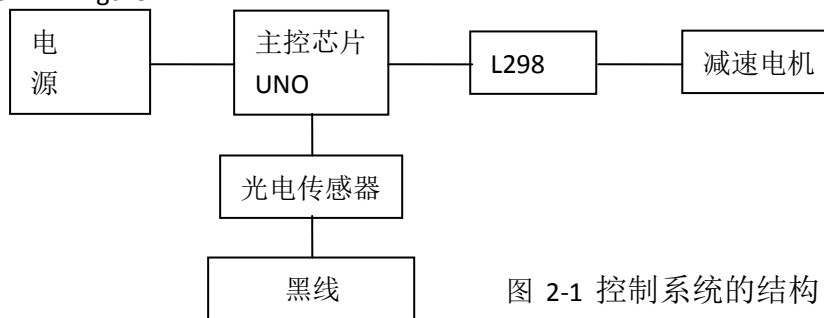 电
源
主控芯片
UNO
L298
减速电机
光电传感器
黑线
图 2-1 控制系统的结构